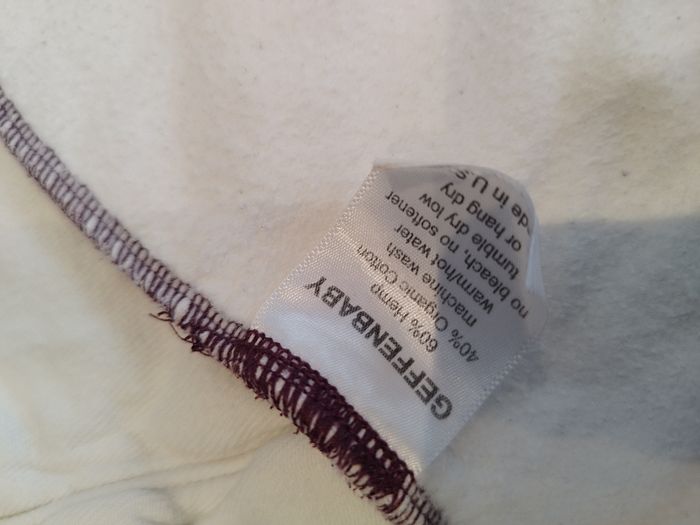 GEFFENBABY
60% Hemp
40% Organic Cotton
machine wash
warm/hot water
no bleach, no softener
tumble dry low
or hang dry
de in U.S.